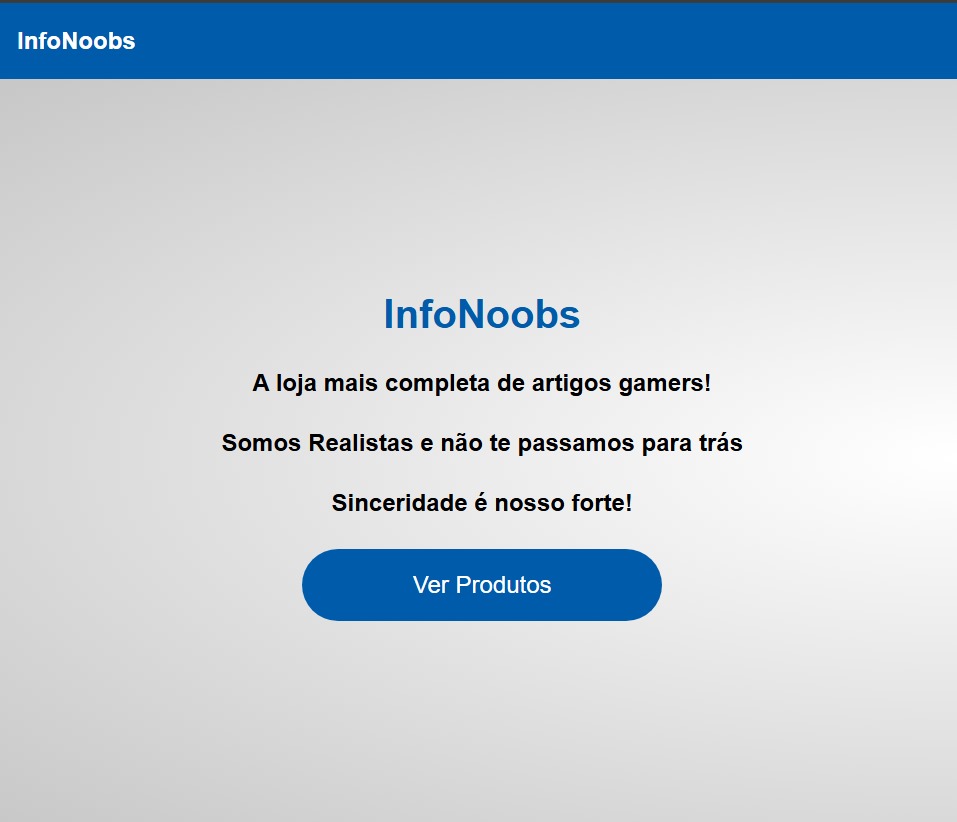 InfoNoobs
InfoNoobs
A loja mais completa de artigos gamers!
Somos Realistas e não te passamos para trás
Sinceridade é nosso forte!
Ver Produtos